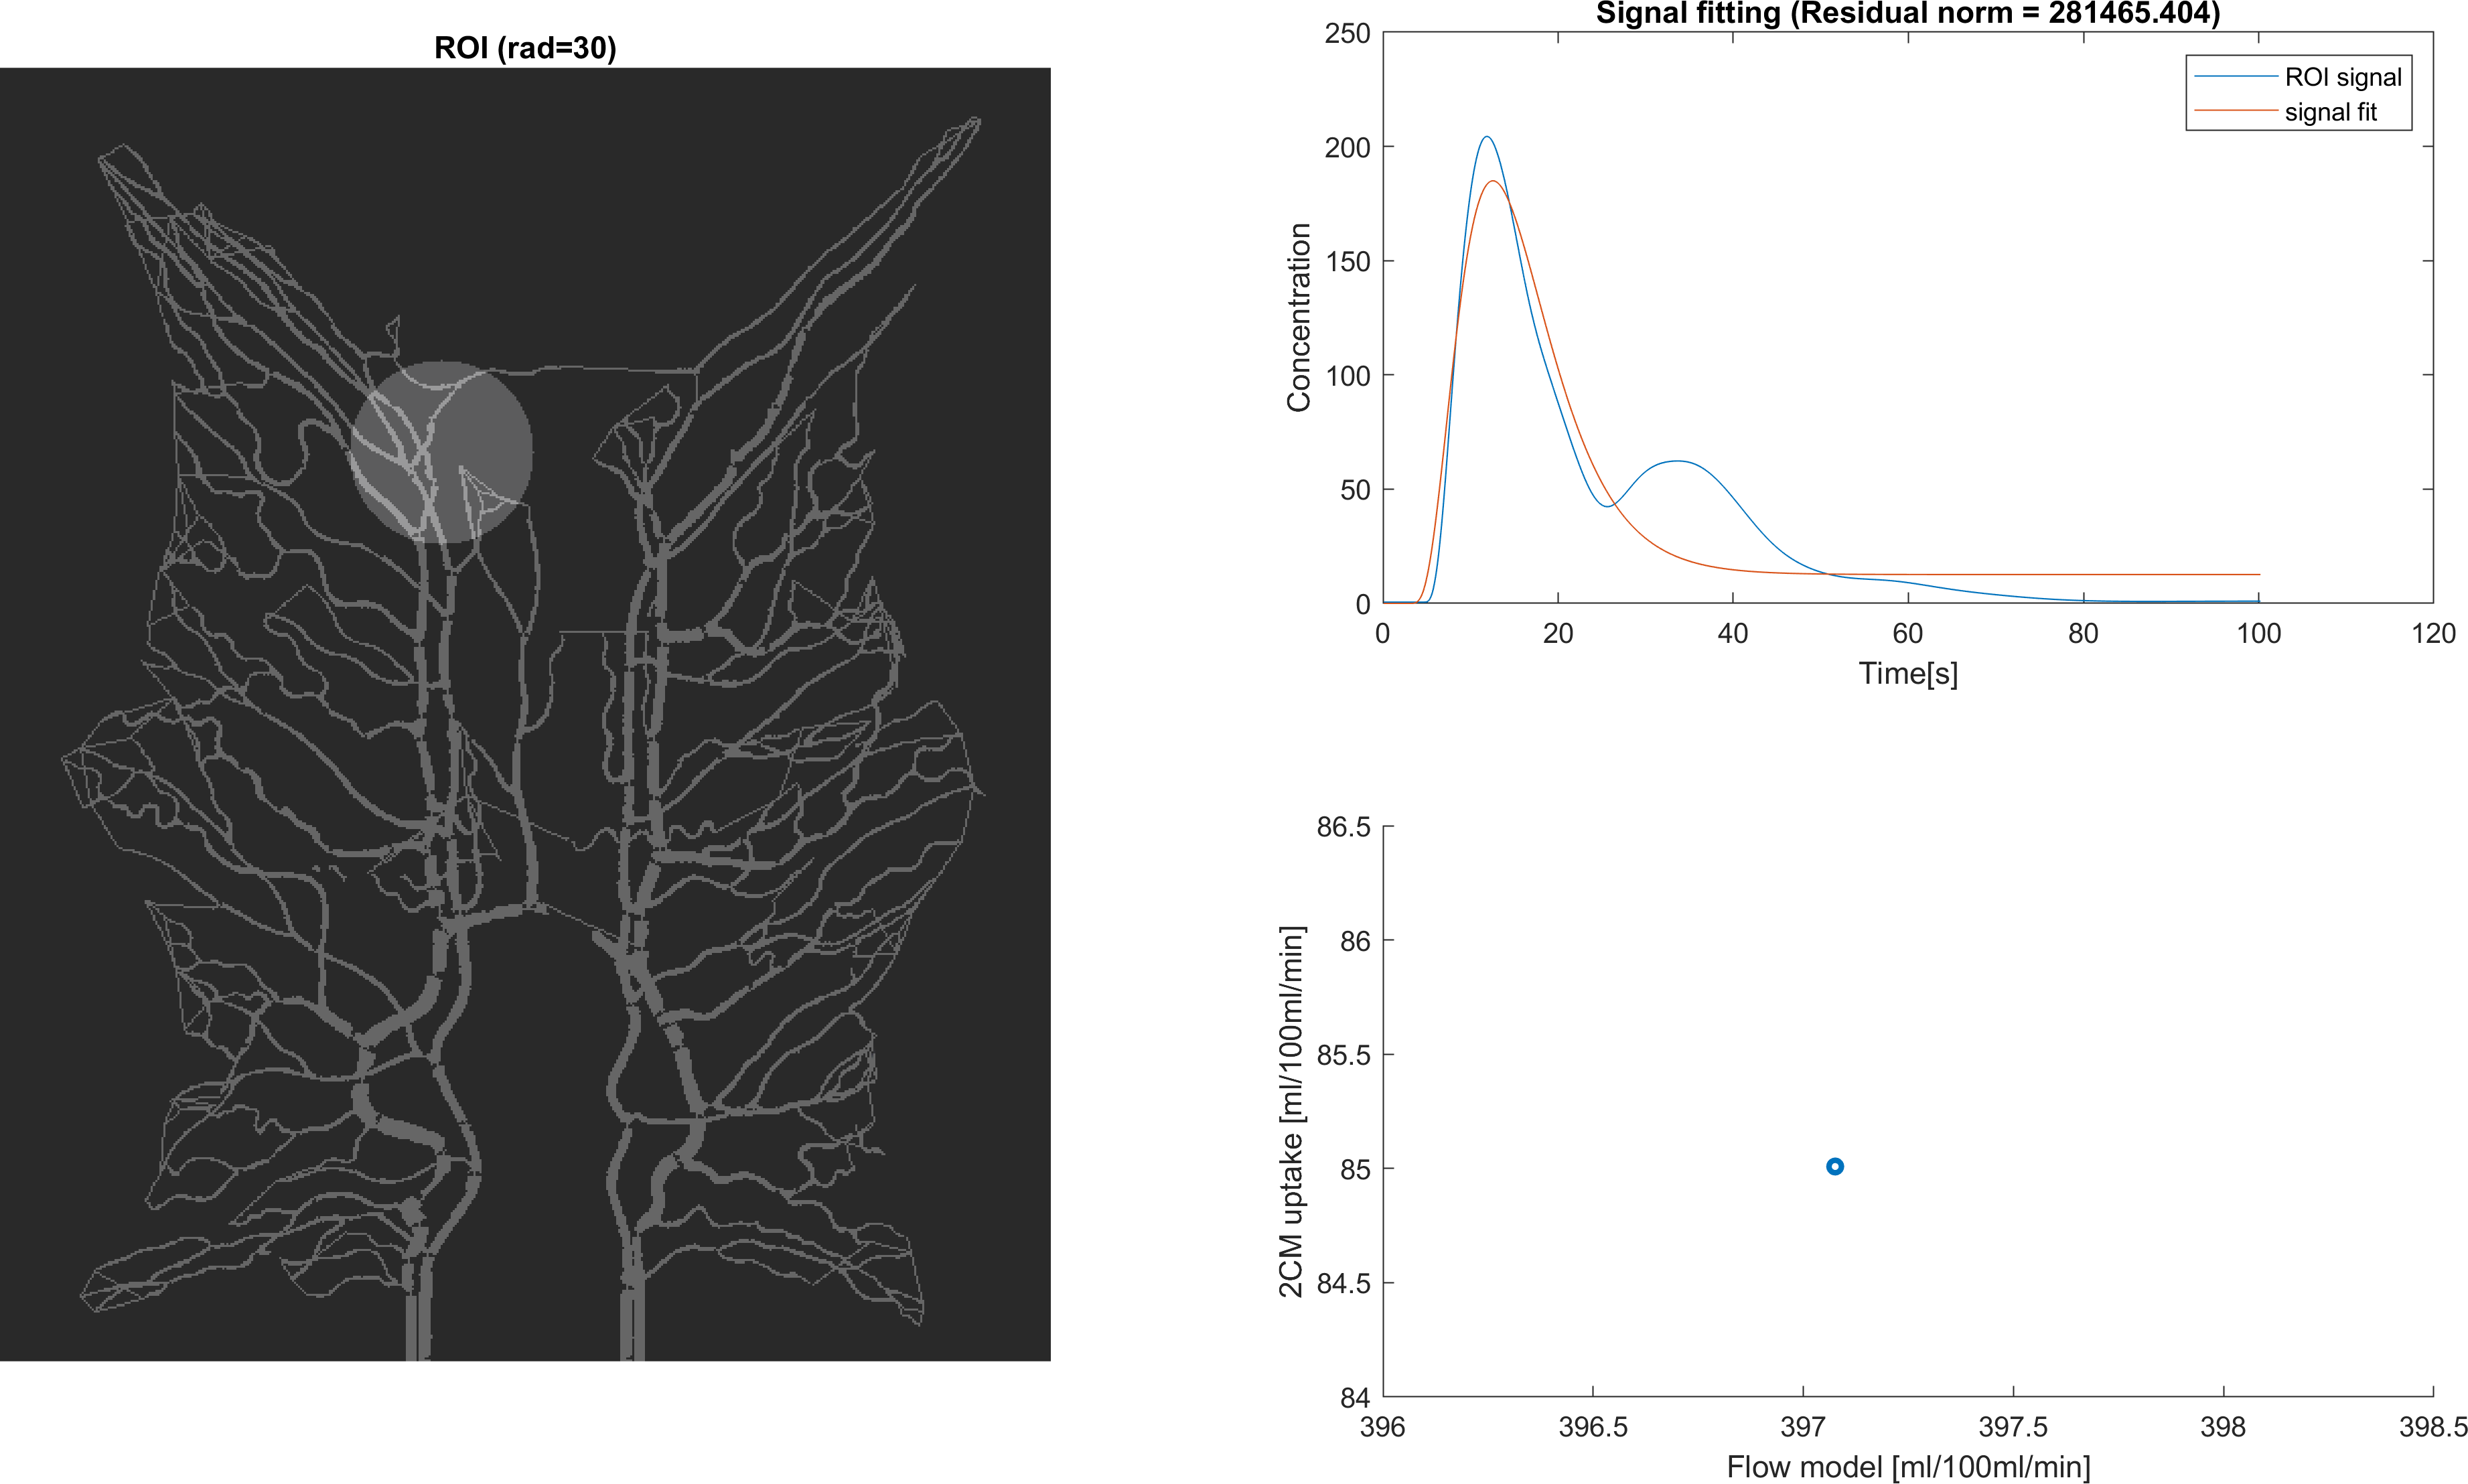 ROI (rad=30)
Signal fitting (Residual norm = 281465.404)
250
200
150
100
50
0
Concentration
ROI signal
signal fit
0 20 40 60 80 100 120
Time[s]
86.5
86
85.5
85
84.5
84
2CM uptake [ml/100ml/min]
396 396.5 397 397.5 398 398.5
Flow model [ml/100ml/min]